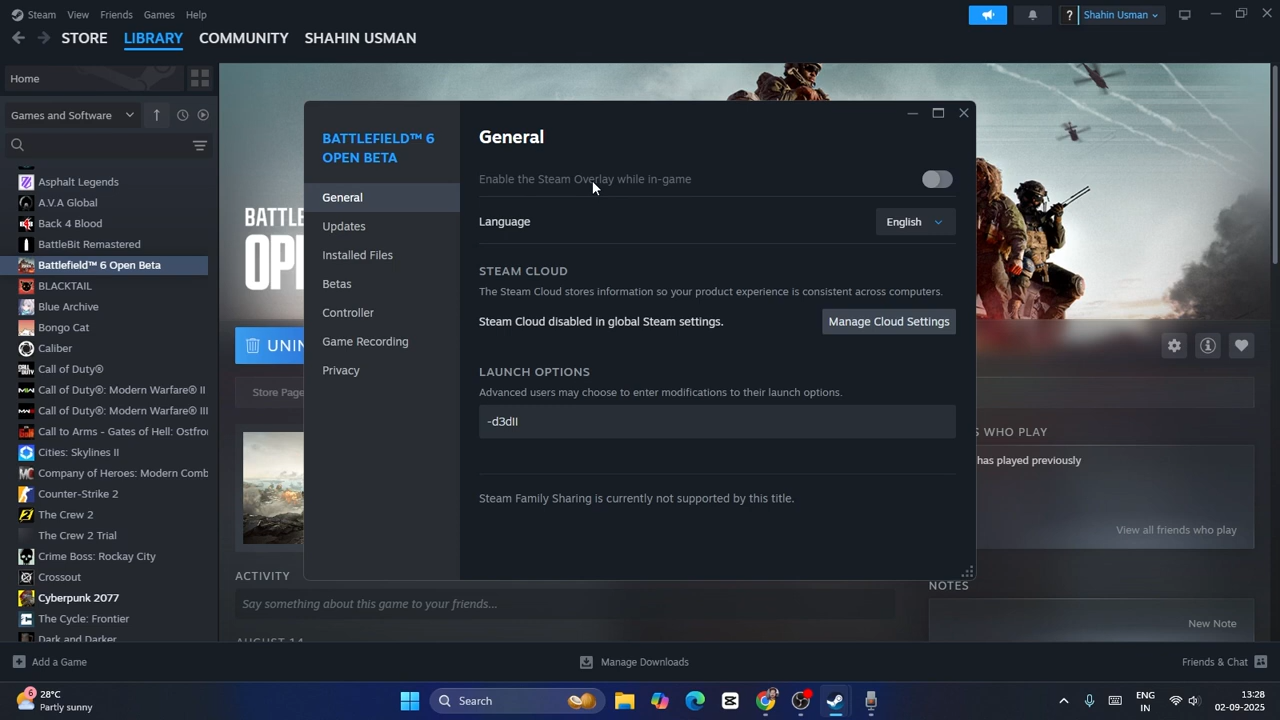 Steam View Friends Games Help
? Shahin Usman
STORE LIBRARY COMMUNITY SHAHIN USMAN
Home
Games and Software
Asphalt Legends
A.V.A Global
Back 4 Blood
BattleBit Remastered
Battlefield™ 6 Open Beta
BLACKTAIL
Blue Archive
Bongo Cat
Caliber
Call of Duty®
Call of Duty®: Modern Warfare® II
Call of Duty®: Modern Warfare® III
Call to Arms - Gates of Hell: Ostfro
Cities: Skylines II
Company of Heroes: Modern Comb
Counter-Strike 2
The Crew 2
The Crew 2 Trial
Crime Boss: Rockay City
Crossout
Cyberpunk 2077
The Cycle: Frontier
Dark and Darker
BATTLE
OPE
UNIN
Store Page
BATTLEFIELD™ 6
OPEN BETA
General
Updates
Installed Files
Betas
Controller
Game Recording
Privacy
General
Enable the Steam Overlay while in-game
Language English
STEAM CLOUD
The Steam Cloud stores information so your product experience is consistent across computers.
Steam Cloud disabled in global Steam settings. Manage Cloud Settings
LAUNCH OPTIONS
Advanced users may choose to enter modifications to their launch options.
-d3dll
Steam Family Sharing is currently not supported by this title.
S WHO PLAY
has played previously
View all friends who play
ACTIVITY
Say something about this game to your friends...
AUGUST 14
NOTES
New Note
Add a Game Manage Downloads Friends & Chat
6 28°C
Partly sunny
Search
ENG
IN
13:28
02-09-2025